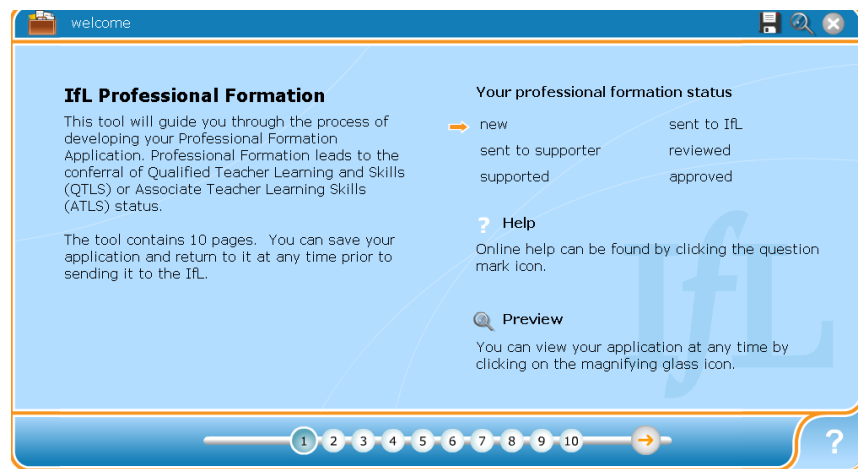 welcome
IfL Professional Formation
This tool will guide you through the process of
developing your Professional Formation
Application. Professional Formation leads to the
conferral of Qualified Teacher Learning and Skills
(QTLS) or Associate Teacher Learning Skills
(ATLS) status.
The tool contains 10 pages.  You can save your
application and return to it at any time prior to
sending it to the IfL.
Your professional formation status
new
sent to IfL
sent to supporter
reviewed
supported
approved
? Help
Online help can be found by clicking the question
mark icon.
Preview
You can view your application at any time by
clicking on the magnifying glass icon.
IfL
1 2 3 4 5 6 7 8 9 10
?